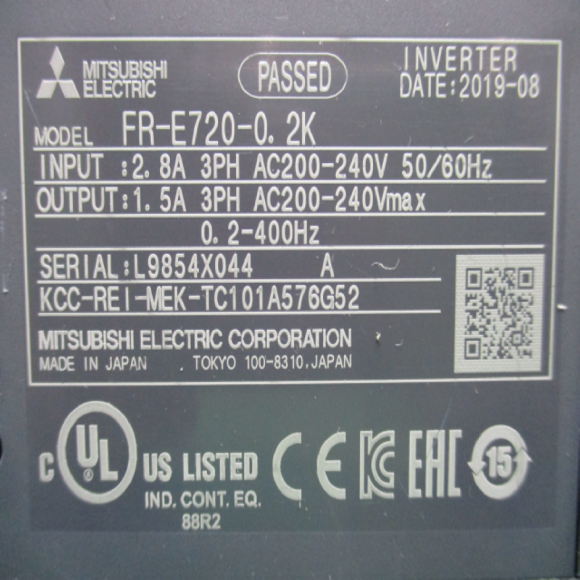 MITSUBISHI
ELECTRIC
PASSED
INVERTER
DATE:2019-08
MODEL FR-E720-0.2K
INPUT :2.8A 3PH AC200-240V 50/60Hz
OUTPUT:1.5A 3PH AC200-240Vmax
0.2-400Hz
SERIAL:L9854X044 A
KCC-REI-MEK-TC101A576G52
MITSUBISHI ELECTRIC CORPORATION
MADE IN JAPAN TOKYO 100-8310,JAPAN
C UL US LISTED CE KC EAC 15
IND. CONT. EQ.
88R2